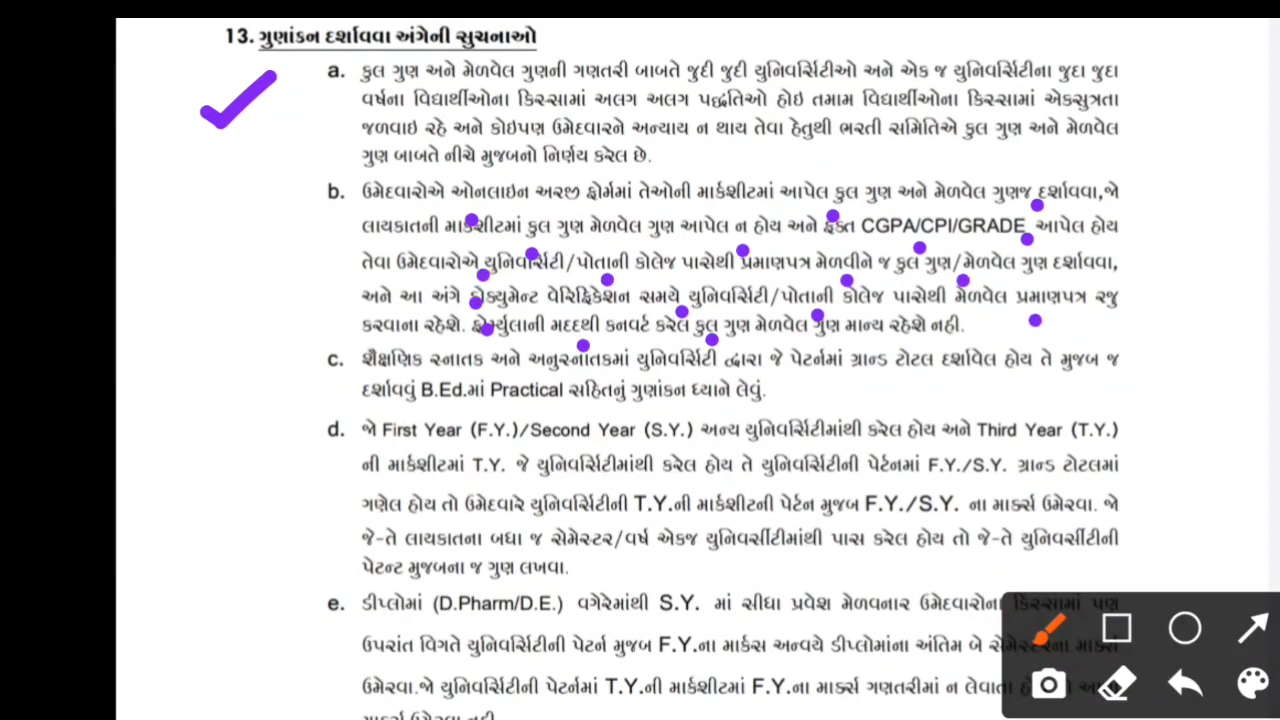 13. ગુણાંકન દર્શાવવા અંગેની સુચનાઓ
a. કુલ ગુણ અને મેળવેલ ગુણની ગણતરી બાબતે જુદી જુદી યુનિવર્સિટીઓ અને એક જ યુનિવર્સિટીના જુદા જુદા
વર્ષના વિદ્યાર્થીઓના કિસ્સામાં અલગ અલગ પદ્ધતિઓ હોઇ તમામ વિદ્યાર્થીઓના કિસ્સામાં એકસુત્રતા
જળવાઇ રહે અને કોઇપણ ઉમેદવારને અન્યાય ન થાય તેવા હેતુથી ભરતી સમિતિએ કુલ ગુણ અને મેળવેલ
ગુણ બાબતે નીચે મુજબનો નિર્ણય કરેલ છે.
b. ઉમેદવારોએ ઓનલાઇન અરજી ફોર્મમાં તેઓની માર્કશીટમાં આપેલ કુલ ગુણ અને મેળવેલ ગુણજ દર્શાવવા,જો
લાયકાતની માર્કશીટમાં કુલ ગુણ મેળવેલ ગુણ આપેલ ન હોય અને ફક્ત CGPA/CPI/GRADE આપેલ હોય
તેવા ઉમેદવારોએ યુનિવર્સિટી/પોતાની કોલેજ પાસેથી પ્રમાણપત્ર મેળવીને જ કુલ ગુણ/મેળવેલ ગુણ દર્શાવવા,
અને આ અંગે ડોક્યુમેન્ટ વેરિફિકેશન સમયે યુનિવર્સિટી/પોતાની કોલેજ પાસેથી મેળવેલ પ્રમાણપત્ર રજુ
કરવાના રહેશે. ફોર્મ્યુલાની મદદથી કનવર્ટ કરેલ કુલ ગુણ મેળવેલ ગુણ માન્ય રહેશે નહી.
c. શૈક્ષણિક સ્નાતક અને અનુસ્નાતકમાં યુનિવર્સિટી દ્વારા જે પેટર્નમાં ગ્રાન્ડ ટોટલ દર્શાવેલ હોય તે મુજબ જ
દર્શાવવું B.Ed.માં Practical સહિતનું ગુણાંકન ધ્યાને લેવું.
d. જો First Year (F.Y.)/Second Year (S.Y.) અન્ય યુનિવર્સિટીમાંથી કરેલ હોય અને Third Year (T.Y.)
ની માર્કશીટમાં T.Y. જે યુનિવર્સિટીમાંથી કરેલ હોય તે યુનિવર્સિટીની પેર્ટનમાં F.Y./S.Y. ગ્રાન્ડ ટોટલમાં
ગણેલ હોય તો ઉમેદવારે યુનિવર્સિટીની T.Y.ની માર્કશીટની પેર્ટન મુજબ F.Y./S.Y. ના માર્ક્સ ઉમેરવા. જો
જે-તે લાયકાતના બધા જ સેમેસ્ટર/વર્ષ એકજ યુનિવર્સીટીમાંથી પાસ કરેલ હોય તો જે-તે યુનિવર્સીટીની
પેટન્ટ મુજબના જ ગુણ લખવા.
e. ડીપ્લોમાં (D.Pharm/D.E.) વગેરેમાંથી S.Y. માં સીધા પ્રવેશ મેળવનાર ઉમેદવારોના કિસ્સામાં પણ
ઉપરાંત વિગતે યુનિવર્સિટીની પેટર્ન મુજબ F.Y.ના માર્કસ અન્વયે ડીપ્લોમાંના અંતિમ બે સેમેસ્ટરના માર્ક્સ
ઉમેરવા.જો યુનિવર્સિટીની પેટર્નમાં T.Y.ની માર્કશીટમાં F.Y.ના માર્ક્સ ગણતરીમાં ન લેવાતા